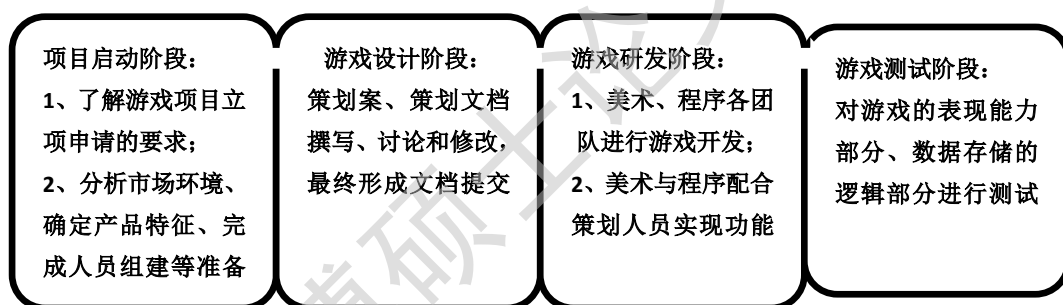 项目启动阶段：
1、了解游戏项目立
项申请的要求；
2、分析市场环境、
确定产品特征、完
成人员组建等准备
游戏设计阶段：
策划案、策划文档
撰写、讨论和修改，
最终形成文档提交
游戏研发阶段：
1、美术、程序各团
队进行游戏开发；
2、美术与程序配合
策划人员实现功能
游戏测试阶段：
对游戏的表现能力
部分、数据存储的
逻辑部分进行测试
硕士论